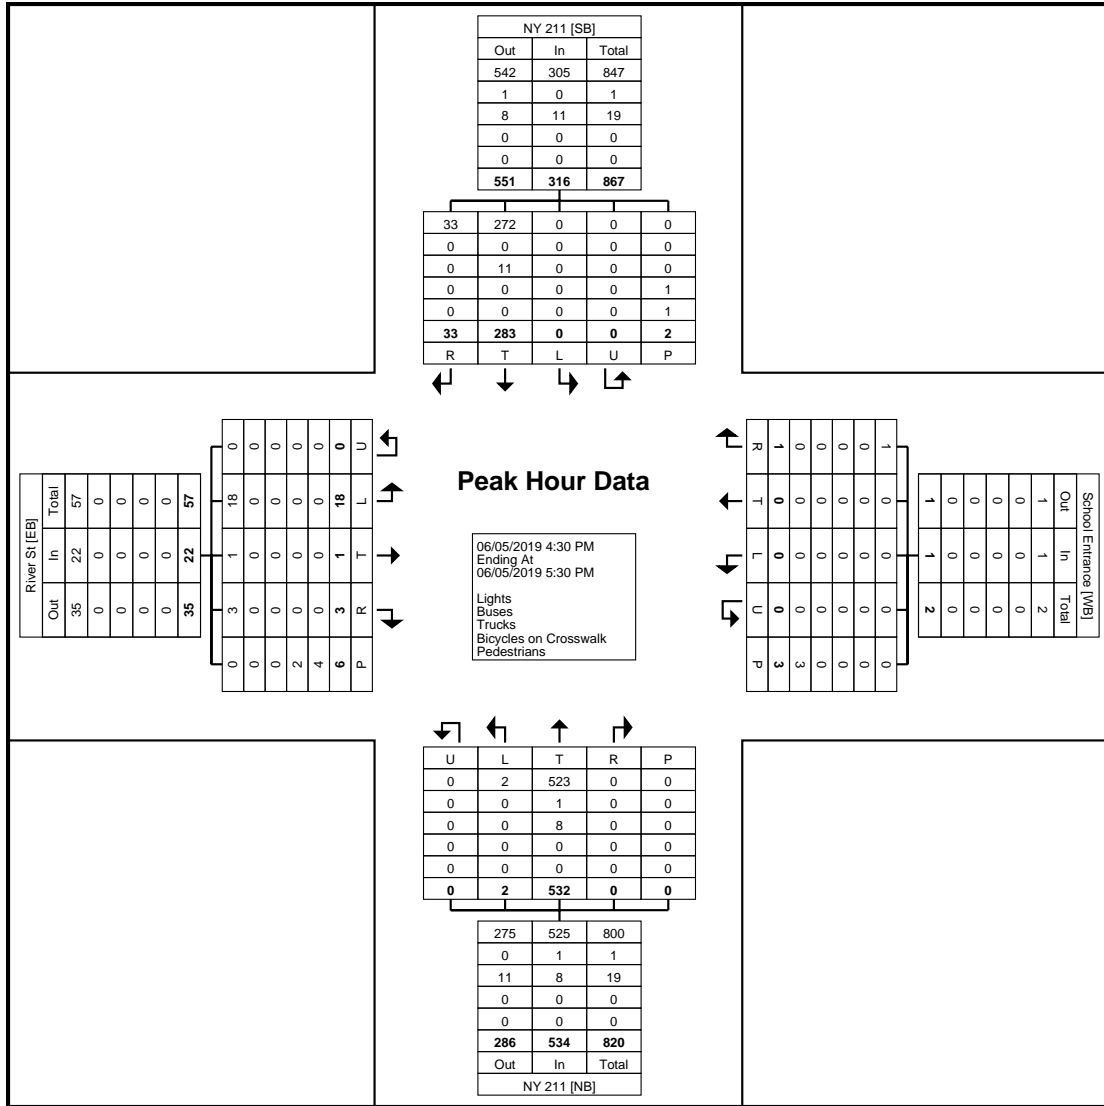 NY 211 [SB]
Out In Total
542 305 847
1 0 1
8 11 19
0 0 0
0 0 0
551 316 867
33 272 0 0 0
0 0 0 0 0
0 11 0 0 0
0 0 0 0 1
0 0 0 0 1
33 283 0 0 2
R T L U P
River St [EB]
Total In Out
57 22 35
0 0 0
0 0 0
0 0 0
0 0 0
57 22 35
0 18 1 3 0
0 0 0 0 0
0 0 0 0 0
0 0 0 0 2
0 0 0 0 4
0 18 1 3 6
U L T R P
Peak Hour Data
06/05/2019 4:30 PM
Ending At
06/05/2019 5:30 PM
Lights
Buses
Trucks
Bicycles on Crosswalk
Pedestrians
School Entrance [WB]
Out In Total
1 1 2
0 0 0
0 0 0
0 0 0
0 0 0
1 1 2
1 0 0 0 0
0 0 0 0 0
0 0 0 0 0
0 0 0 0 0
0 0 0 0 3
1 0 0 0 3
R T L U P
U L T R P
0 2 523 0 0
0 0 1 0 0
0 0 8 0 0
0 0 0 0 0
0 0 0 0 0
0 2 532 0 0
275 525 800
0 1 1
11 8 19
0 0 0
0 0 0
286 534 820
Out In Total
NY 211 [NB]